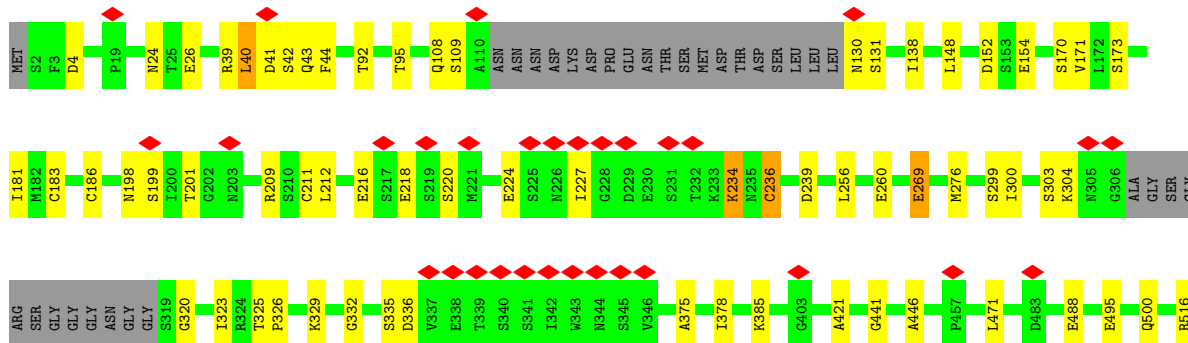 MET S2 F3 D4 P19 N24 T25 E26 R39 L40 D41 S42 Q43 F44 T92 T95 Q108 S109 A110 ASN ASN ASN ASP LYS ASP PRO GLU ASN THR SER MET ASP THR ASP SER LEU LEU LEU N130 S131 I138 L148 D152 S153 E154 S170 V171 L172 S173
I181 M182 C183 C186 N198 S199 I200 T201 G202 N203 R209 S210 C211 L212 E216 S217 E218 S219 S220 M221 E224 S225 N226 I227 G228 D229 E230 S231 T232 K233 K234 N235 C236 D239 L256 E260 E269 M276 S299 I300 S303 K304 N305 G306 ALA GLY SER GLY
ARG SER GLY GLY GLY ASN GLY GLY S319 G320 I323 R324 T325 P326 K329 G332 S335 D336 V337 E338 T339 S340 S341 I342 W343 N344 S345 V346 A375 I378 K385 G403 A421 G441 A446 P457 L471 D483 E488 E495 Q500 R516